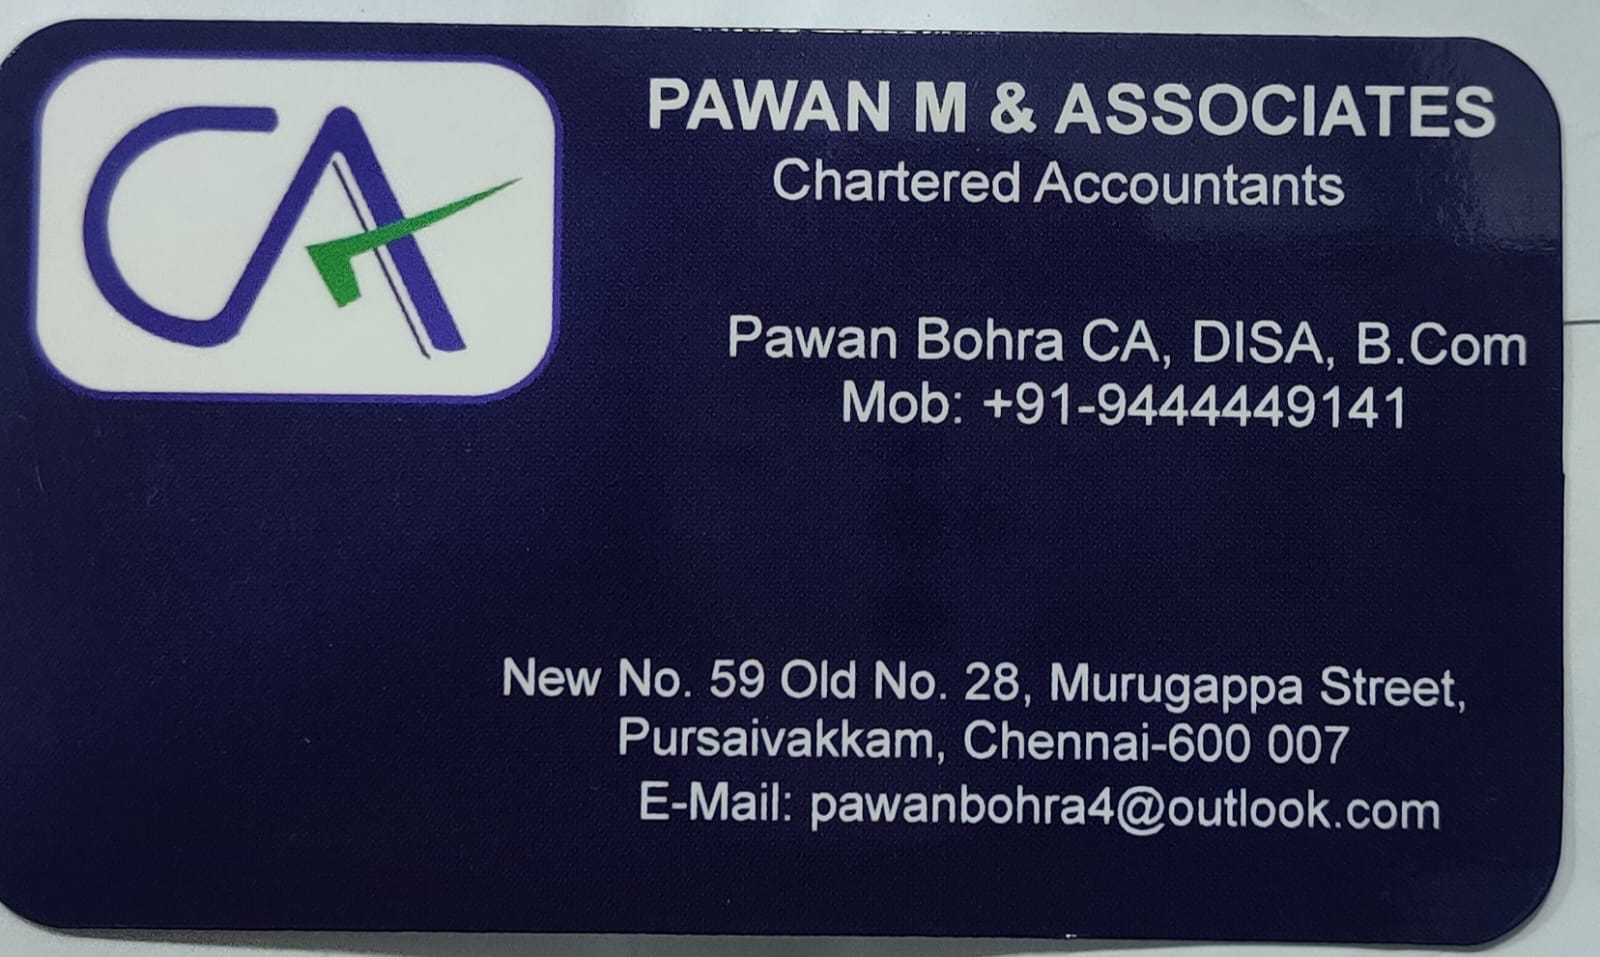 CA
PAWAN M & ASSOCIATES
Chartered Accountants
Pawan Bohra CA, DISA, B.Com
Mob: +91-9444449141
New No. 59 Old No. 28, Murugappa Street,
Pursaivakkam, Chennai-600 007
E-Mail: pawanbohra4@outlook.com